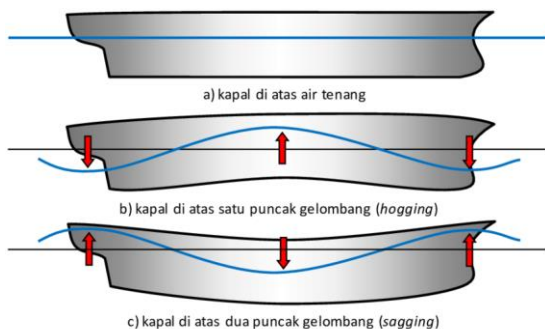 a) kapal di atas air tenang
b) kapal di atas satu puncak gelombang (hogging)
c) kapal di atas dua puncak gelombang (sagging)